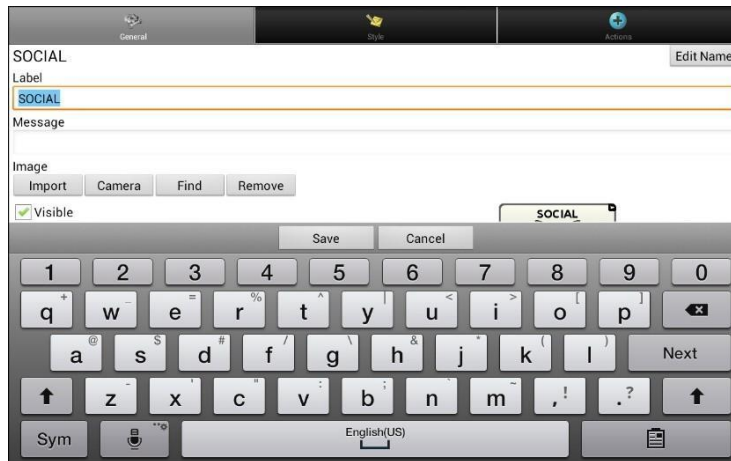 General Style Actions
SOCIAL Edit Name
Label
SOCIAL
Message
Image
Import Camera Find Remove
Visible SOCIAL
Save Cancel
1 2 3 4 5 6 7 8 9 0
q + w _ e = r % t ^ y | u < i > o [ p ]
a @ s $ d # f / g \ h & j * k ( l ) Next
z - x ' c " v : b ; n ` m ~ , ! . ?
Sym English(US)